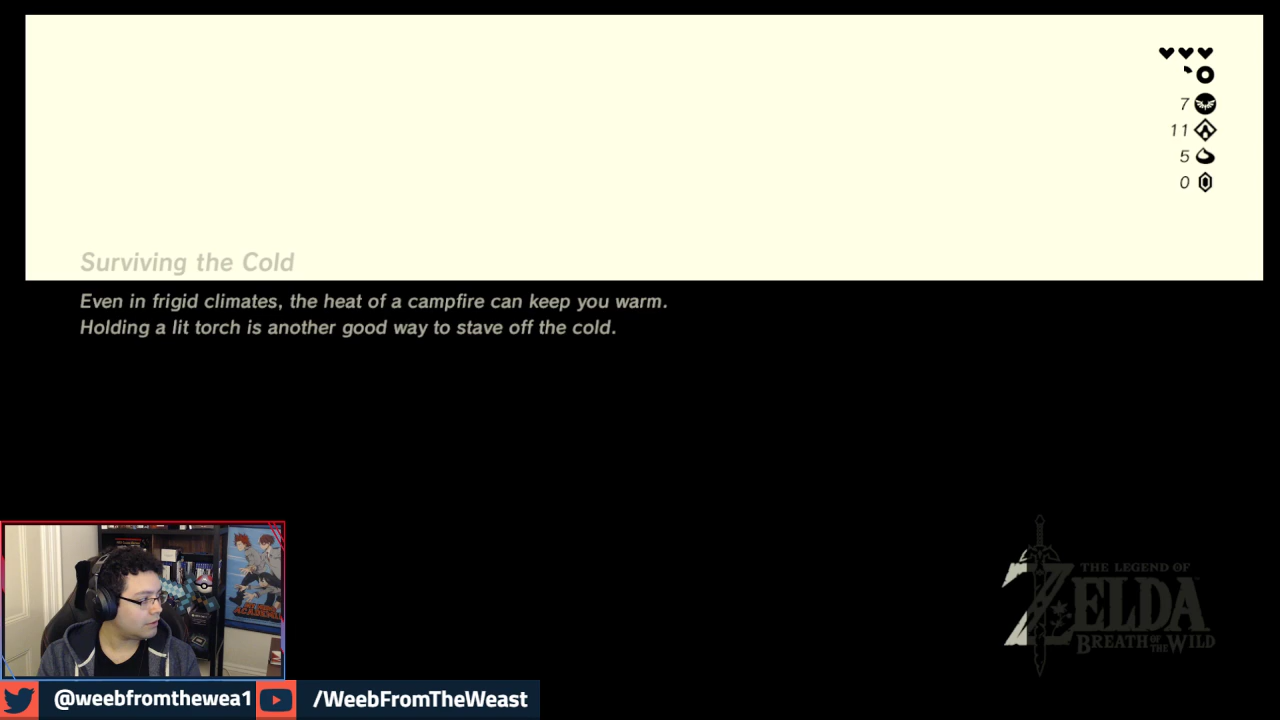 7
11
5
0
Surviving the Cold
Even in frigid climates, the heat of a campfire can keep you warm.
Holding a lit torch is another good way to stave off the cold.
THE LEGEND OF
ZELDA
BREATH OF THE WILD
@weebfromthewea1
/WeebFromTheWeast